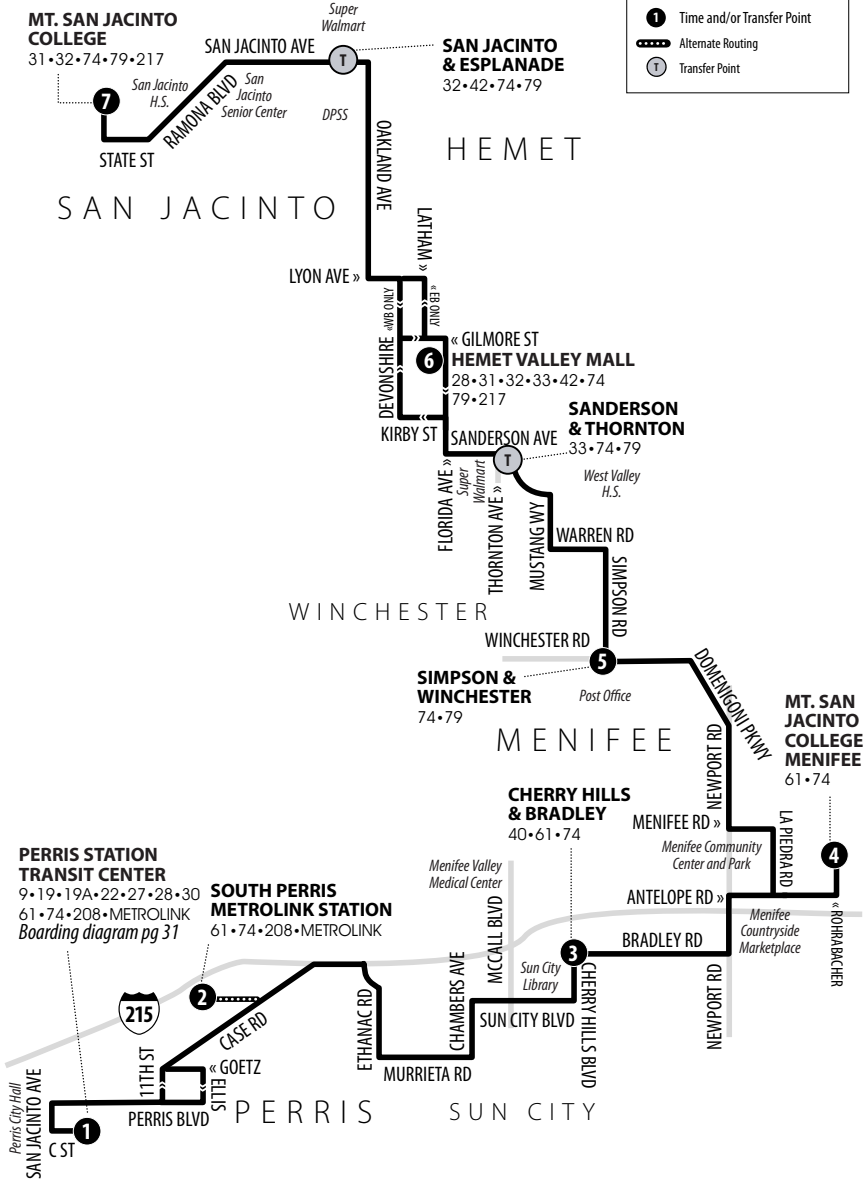 MT. SAN JACINTO
COLLEGE
31•32•74•79•217
San Jacinto
H.S.
7
STATE ST
RAMONA BLVD
San
Jacinto
Senior Center
SAN JACINTO AVE
Super
Walmart
T
DPSS
SAN JACINTO
& ESPLANADE
32•42•74•79
1 Time and/or Transfer Point
Alternate Routing
T Transfer Point
OAKLAND AVE
HEMET
SAN JACINTO
LATHAM »
LYON AVE »
«WB ONLY
« EB ONLY
DEVONSHIRE
« GILMORE ST
6
HEMET VALLEY MALL
28•31•32•33•42•74
79•217
KIRBY ST
SANDERSON AVE
SANDERSON
& THORNTON
33•74•79
T
FLORIDA AVE »
Super
Walmart
THORNTON AVE »
West Valley
H.S.
MUSTANG WY
WARREN RD
SIMPSON RD
WINCHESTER
WINCHESTER RD
5
SIMPSON &
WINCHESTER
74•79
Post Office
DOMENIGONI PKWY
MENIFEE
NEWPORT RD
MT. SAN
JACINTO
COLLEGE
MENIFEE
61•74
CHERRY HILLS
& BRADLEY
40•61•74
MENIFEE RD »
LA PIEDRA RD
Menifee Community
Center and Park
4
Menifee Valley
Medical Center
ANTELOPE RD »
« ROHRABACHER
Menifee
Countryside
Marketplace
PERRIS STATION
TRANSIT CENTER
9•19•19A•22•27•28•30
61•74•208•METROLINK
Boarding diagram pg 31
SOUTH PERRIS
METROLINK STATION
61•74•208•METROLINK
MCCALL BLVD
BRADLEY RD
3
Sun City
Library
CHAMBERS AVE
2
215
CASE RD
ETHANAC RD
SUN CITY BLVD
CHERRY HILLS BLVD
NEWPORT RD
MURRIETA RD
11TH ST
« GOETZ
ELLIS
PERRIS BLVD
PERRIS
SUN CITY
Perris City Hall
SAN JACINTO AVE
C ST
1